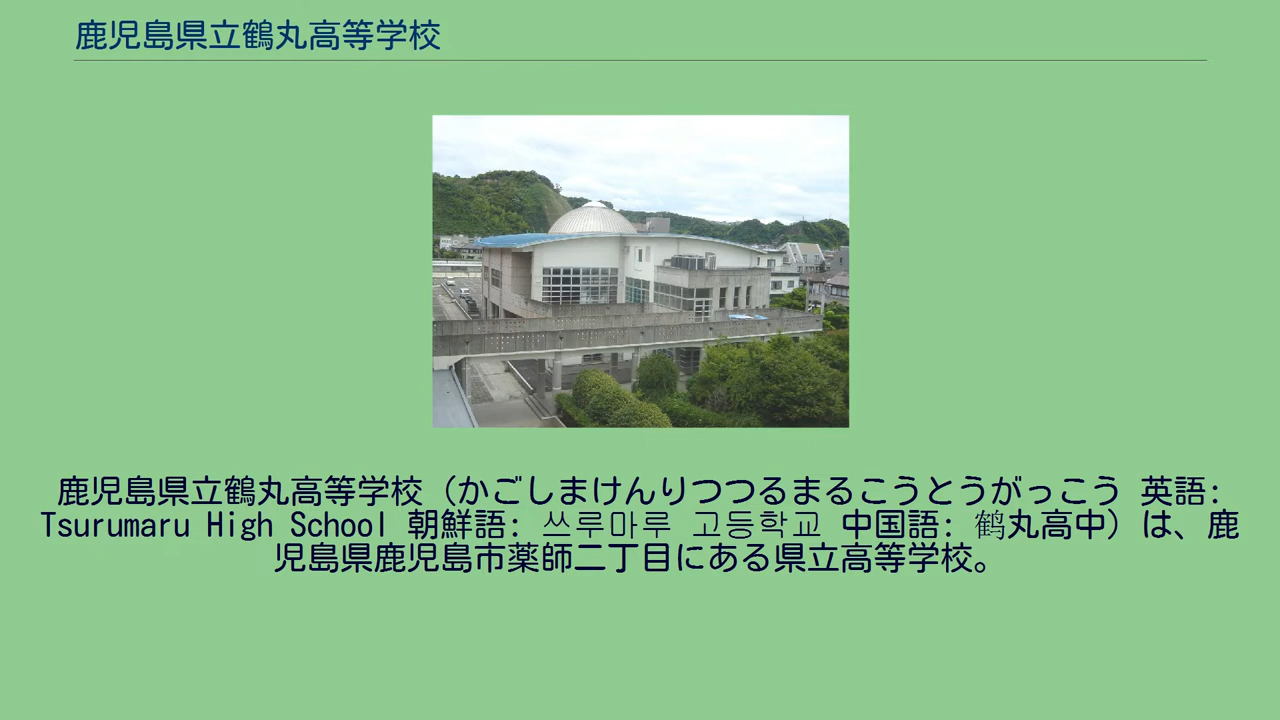 鹿児島県立鶴丸高等学校
鹿児島県立鶴丸高等学校（かごしまけんりつつるまるこうとうがっこう 英語:
Tsurumaru High School 朝鮮語: 쓰루마루 고등학교 中国語: 鹤丸高中）は、鹿
児島県鹿児島市薬師二丁目にある県立高等学校。